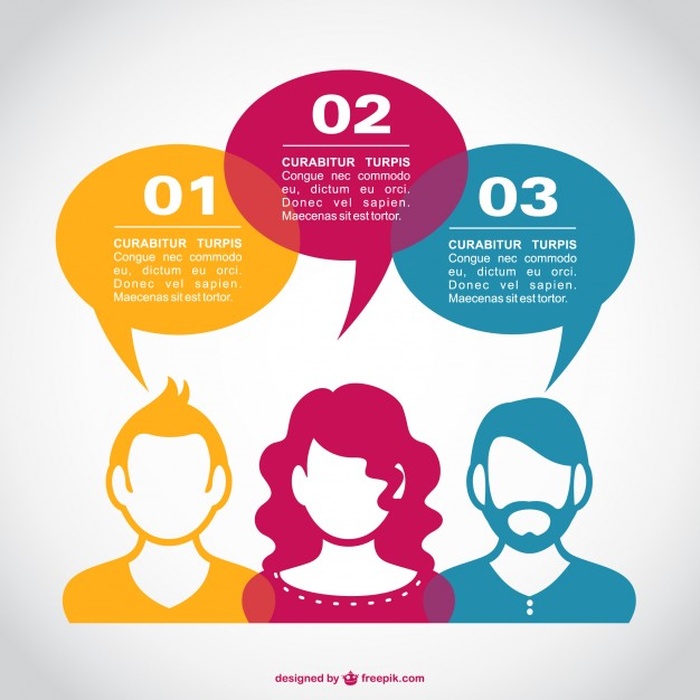 01
CURABITUR TURPIS
Congue nec commodo
eu, dictum eu orci.
Donec vel sapien.
Maecenas sit est tortor.
02
CURABITUR TURPIS
Congue nec commodo
eu, dictum eu orci.
Donec vel sapien.
Maecenas sit est tortor.
03
CURABITUR TURPIS
Congue nec commodo
eu, dictum eu orci.
Donec vel sapien.
Maecenas sit est tortor.
designed by freepik.com